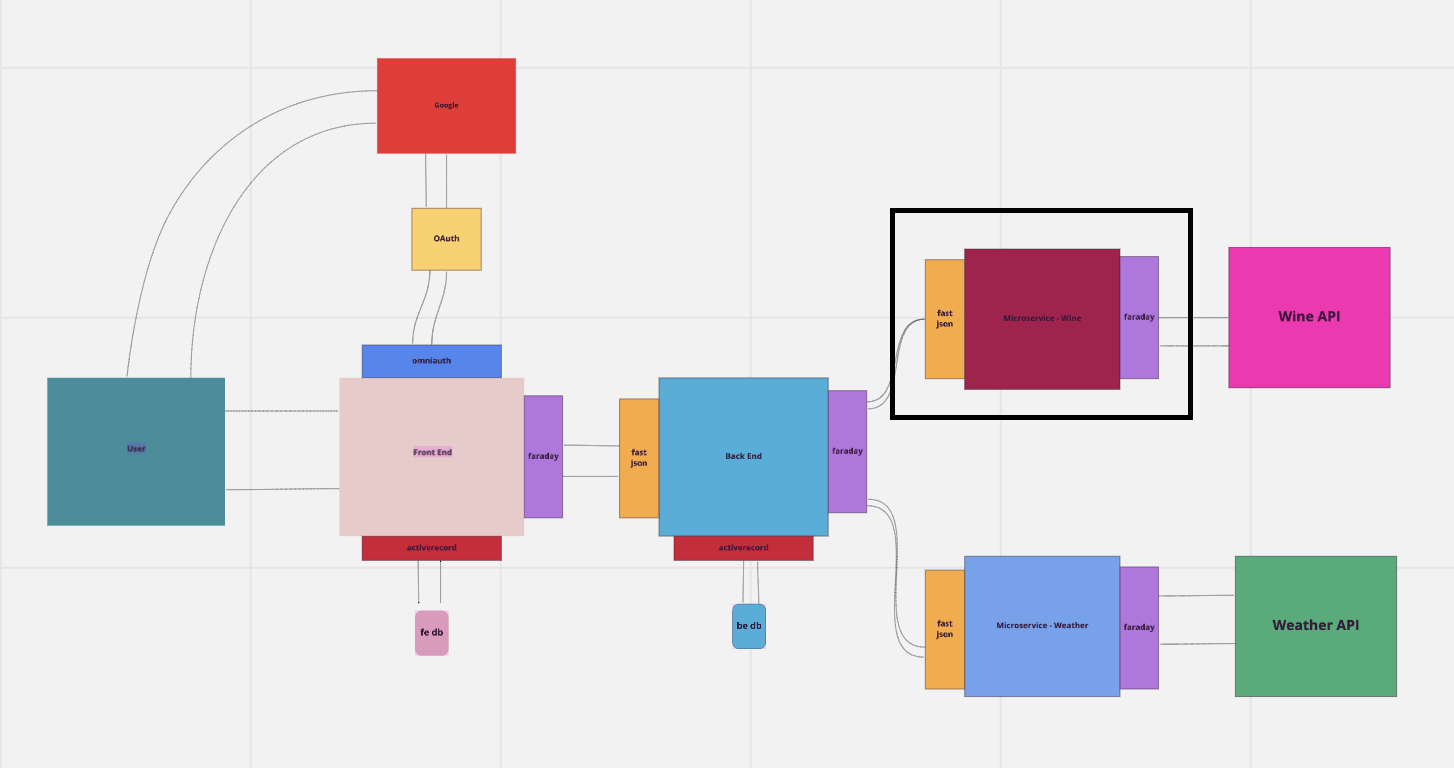 Google
OAuth
omniauth
User
Front End
faraday
activerecord
fe db
fast
json
Back End
faraday
activerecord
be db
fast
json
Microservice - Wine
faraday
Wine API
fast
json
Microservice - Weather
faraday
Weather API